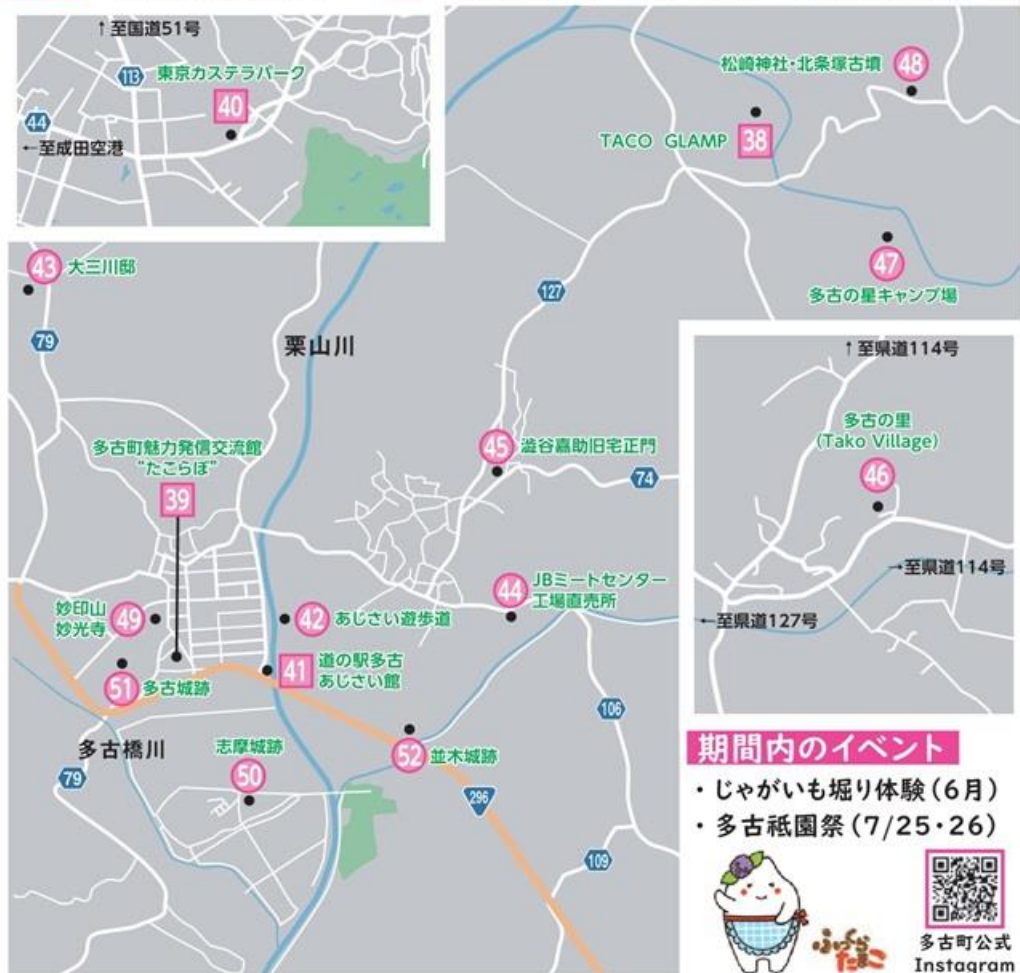 ↑至国道51号
113
東京カステラパーク
40
44
←至成田空港
松崎神社・北条塚古墳
48
TACO GLAMP
38
47
多古の星キャンプ場
43
大三川邸
79
127
栗山川
多古町魅力発信交流館
"たこらぼ"
39
45
澁谷嘉助旧宅正門
74
↑至県道114号
多古の里
(Tako Village)
46
→至県道114号
←至県道127号
妙印山
妙光寺
49
42
あじさい遊歩道
44
JBミートセンター
工場直売所
51
多古城跡
41
道の駅多古
あじさい館
多古橋川
79
志摩城跡
50
52
並木城跡
106
296
109
期間内のイベント
・じゃがいも堀り体験(6月)
・多古祇園祭(7/25・26)
ふっくら
たまこ
多古町公式
Instagram